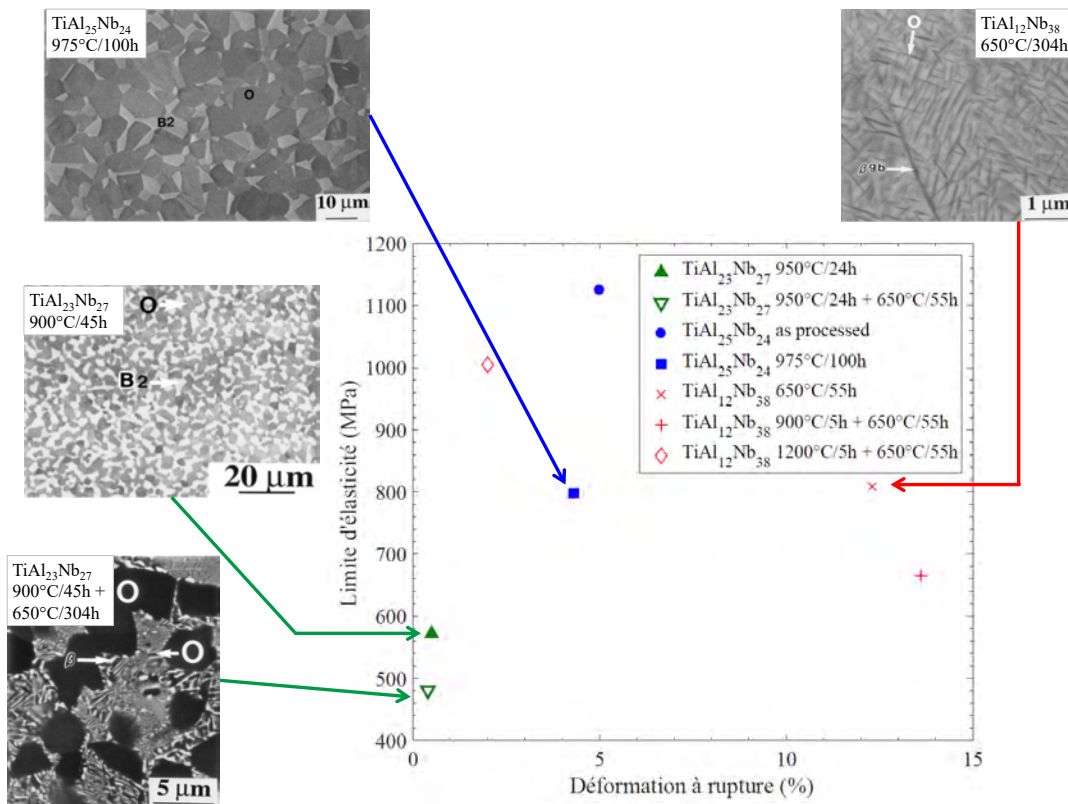 TiAl25Nb24
975°C/100h
O
B2
10 µm
TiAl12Nb38
650°C/304h
O
βgb
1 µm
TiAl23Nb27
900°C/45h
O
B2
20 µm
TiAl23Nb27
900°C/45h +
650°C/304h
O
β
O
5 µm
Limite d'élasticité (MPa)
1200
1100
1000
900
800
700
600
500
400
TiAl23Nb27 950°C/24h
TiAl23Nb27 950°C/24h + 650°C/55h
TiAl25Nb24 as processed
TiAl25Nb24 975°C/100h
TiAl12Nb38 650°C/55h
TiAl12Nb38 900°C/5h + 650°C/55h
TiAl12Nb38 1200°C/5h + 650°C/55h
0
5
10
15
Déformation à rupture (%)